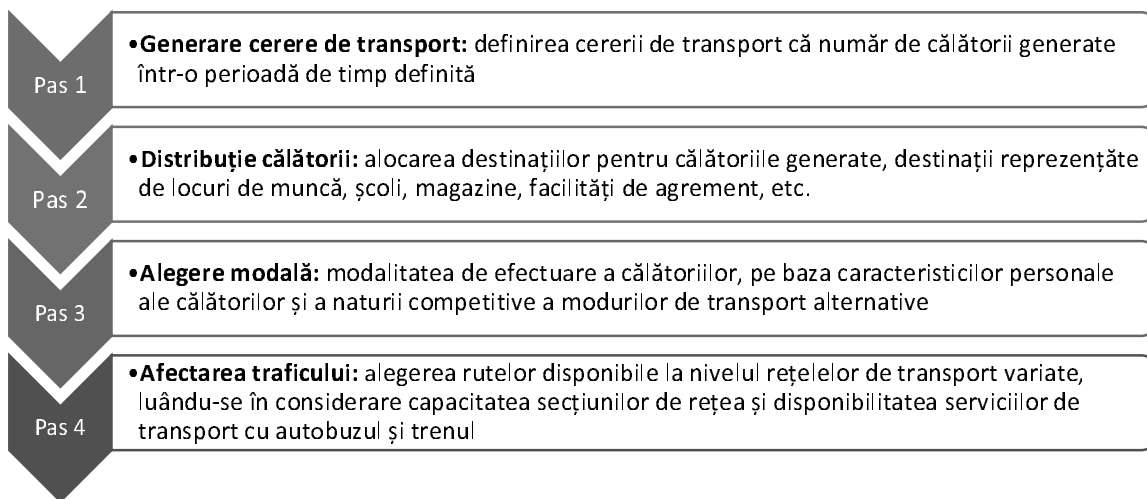 Pas 1
•Generare cerere de transport: definirea cererii de transport că număr de călătorii generate
într-o perioadă de timp definită
Pas 2
•Distribuție călătorii: alocarea destinațiilor pentru călătoriile generate, destinații reprezențăte
de locuri de muncă, școli, magazine, facilități de agrement, etc.
Pas 3
•Alegere modală: modalitatea de efectuare a călătoriilor, pe baza caracteristicilor personale
ale călătorilor și a naturii competitive a modurilor de transport alternative
Pas 4
•Afectarea traficului: alegerea rutelor disponibile la nivelul rețelelor de transport variate,
luându-se în considerare capacitatea secțiunilor de rețea și disponibilitatea serviciilor de
transport cu autobuzul și trenul